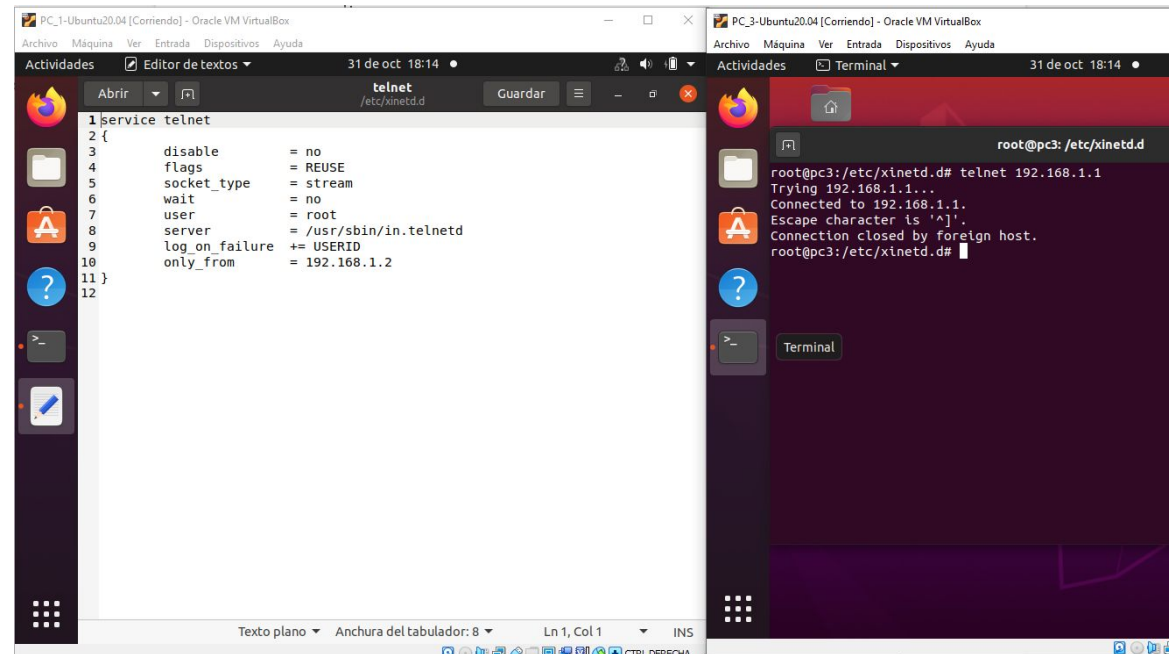 PC_1-Ubuntu20.04 [Corriendo] - Oracle VM VirtualBox
Archivo Máquina Ver Entrada Dispositivos Ayuda
Actividades Editor de textos 31 de oct 18:14
Abrir telnet Guardar
/etc/xinetd.d
1 service telnet
2 {
3 disable = no
4 flags = REUSE
5 socket_type = stream
6 wait = no
7 user = root
8 server = /usr/sbin/in.telnetd
9 log_on_failure += USERID
10 only_from = 192.168.1.2
11 }
12
Texto plano Anchura del tabulador: 8 Ln 1, Col 1 INS
CTRL DERECHA
PC_3-Ubuntu20.04 [Corriendo] - Oracle VM VirtualBox
Archivo Máquina Ver Entrada Dispositivos Ayuda
Actividades Terminal 31 de oct 18:14
root@pc3: /etc/xinetd.d
root@pc3:/etc/xinetd.d# telnet 192.168.1.1
Trying 192.168.1.1...
Connected to 192.168.1.1.
Escape character is '^]'.
Connection closed by foreign host.
root@pc3:/etc/xinetd.d#
Terminal